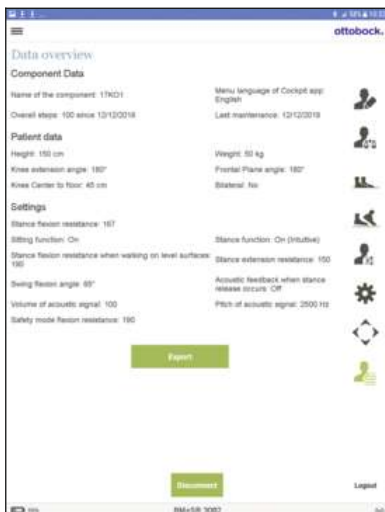 ottobock.
Data overview
Component Data
Name of the component: 17KO1
Menu language of Cockpit app:
English
Overall steps: 100 since 12/12/2018
Last maintenance: 12/12/2018
Patient data
Height: 150 cm
Weight: 50 kg
Knee extension angle: 180°
Frontal Plane angle: 180°
Knee Center to floor: 45 cm
Bilateral: No
Settings
Stance flexion resistance: 167
Sitting function: On
Stance function: On (Intuitive)
Stance flexion resistance when walking on level surfaces:
190
Stance extension resistance: 150
Swing flexion angle: 65°
Acoustic feedback when stance
release occurs: Off
Volume of acoustic signal: 100
Pitch of acoustic signal: 2500 Hz
Safety mode flexion resistance: 190
Export
Disconnect
Logout